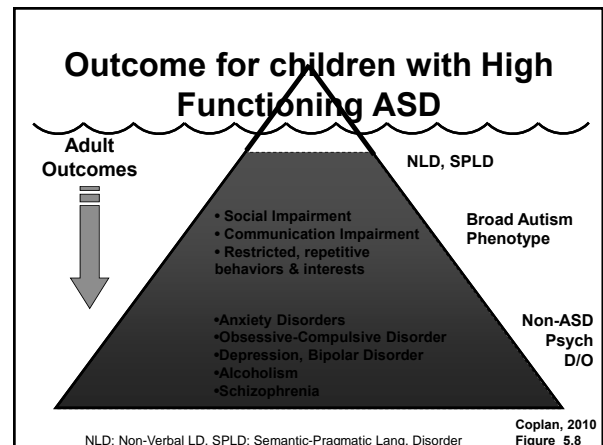 Outcome for children with High
Functioning ASD
Adult
Outcomes
NLD, SPLD
• Social Impairment
• Communication Impairment
• Restricted, repetitive
behaviors & interests
Broad Autism
Phenotype
•Anxiety Disorders
•Obsessive-Compulsive Disorder
•Depression, Bipolar Disorder
•Alcoholism
•Schizophrenia
Non-ASD
Psych
D/O
NLD: Non-Verbal LD, SPLD: Semantic-Pragmatic Lang. Disorder
Coplan, 2010
Figure 5.8